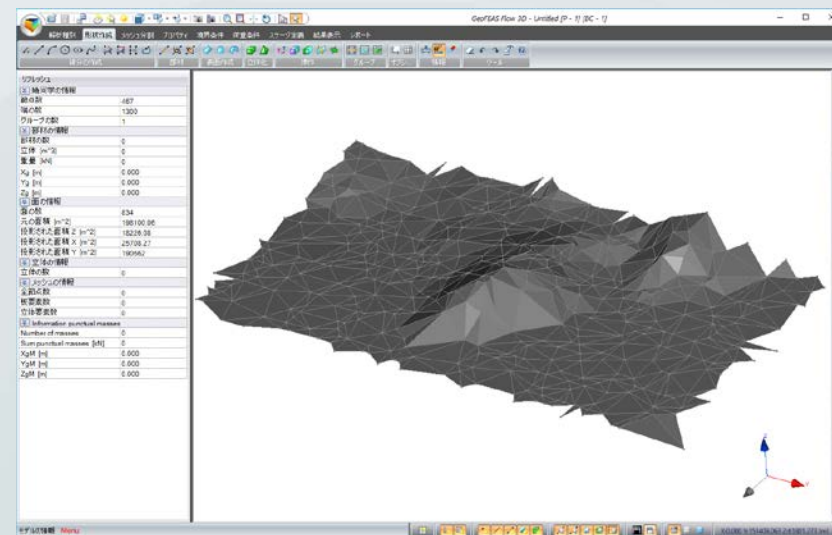 GeoFEAS Flow 3D - Untitled [P - 1] [BC - 1]
解析種別 形状作成 メッシュ分割 プロパティ 境界条件 荷重条件 ステージ定義 結果表示 レポート
線分の作成 部材 表面作成 立体化 操作 グループ オプシ... 情報 ツール
リフレッシュ
幾何学の情報
節点数 467
端の数 1300
グループの数 1
部材の情報
部材の数 0
立体 [m^3] 0
重量 [kN] 0
Xg [m] 0.000
Yg [m] 0.000
Zg [m] 0.000
面の情報
面の数 834
元の面積 [m^2]
投影された面積 Z [m^2] 18226.38
投影された面積 X [m^2] 25708.27
投影された面積 Y [m^2] 190562
立体の情報
立体の数 0
メッシュの情報
全節点数 0
板要素数 0
立体要素数 0
Information punctual masses
Number of masses 0
Sum punctual masses [kN] 0
XgM [m] 0.000
YgM [m] 0.000
ZgM [m] 0.000
モデルの情報 Menu